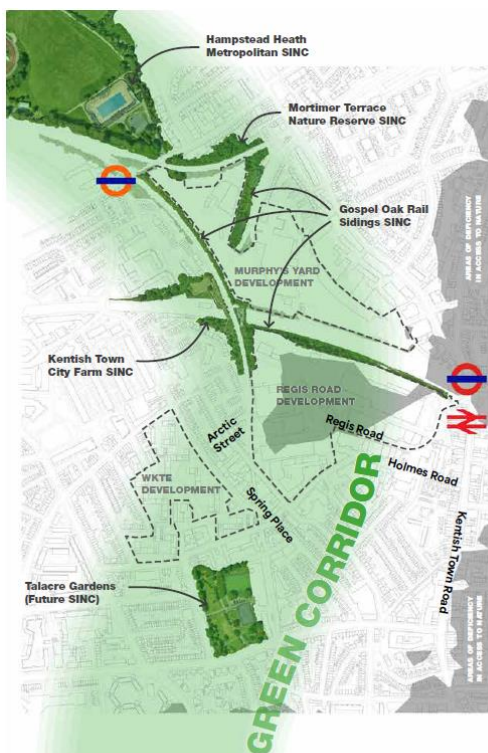 Hampstead Heath
Metropolitan SINC
Mortimer Terrace
Nature Reserve SINC
Gospel Oak Rail
Sidings SINC
AREAS OF DEFICIENCY
IN ACCESS TO NATURE
MURPHY'S YARD
DEVELOPMENT
Kentish Town
City Farm SINC
REGIS ROAD
DEVELOPMENT
Arctic
Street
Regis Road
Holmes Road
WKTE
DEVELOPMENT
Spring Place
Kentish Town
Road
GREEN CORRIDOR
Talacre Gardens
(Future SINC)
AREAS OF DEFICIENCY
IN ACCESS TO NATURE